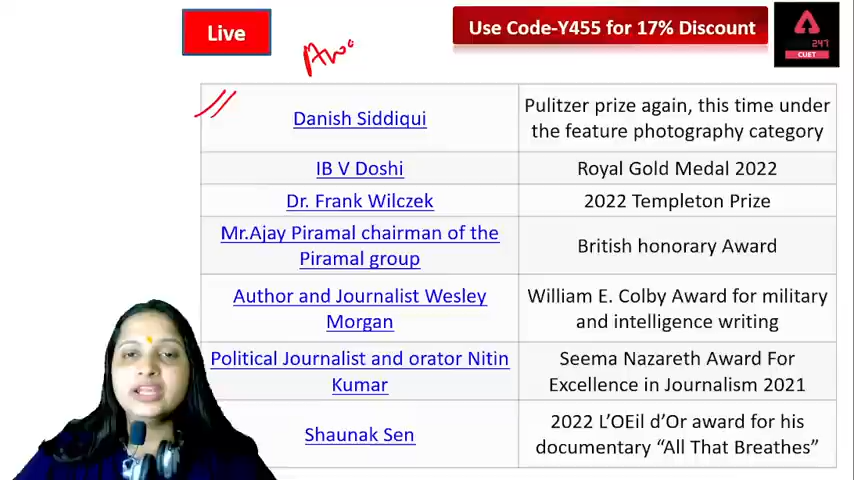 Live
Use Code-Y455 for 17% Discount
247
CUET
Danish Siddiqui
Pulitzer prize again, this time under
the feature photography category
IB V Doshi
Royal Gold Medal 2022
Dr. Frank Wilczek
2022 Templeton Prize
Mr.Ajay Piramal chairman of the
Piramal group
British honorary Award
Author and Journalist Wesley
Morgan
William E. Colby Award for military
and intelligence writing
Political Journalist and orator Nitin
Kumar
Seema Nazareth Award For
Excellence in Journalism 2021
Shaunak Sen
2022 L’OEil d’Or award for his
documentary “All That Breathes”